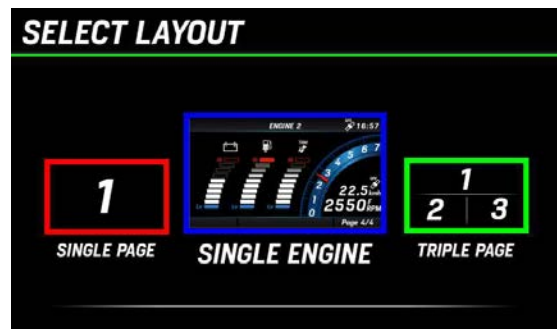 SELECT LAYOUT
ENGINE 2
16:57
1
7
6
5
4
3
2
1
0
22.5
2550 RPM
Page 4/4
1
2 3
SINGLE PAGE
SINGLE ENGINE
TRIPLE PAGE